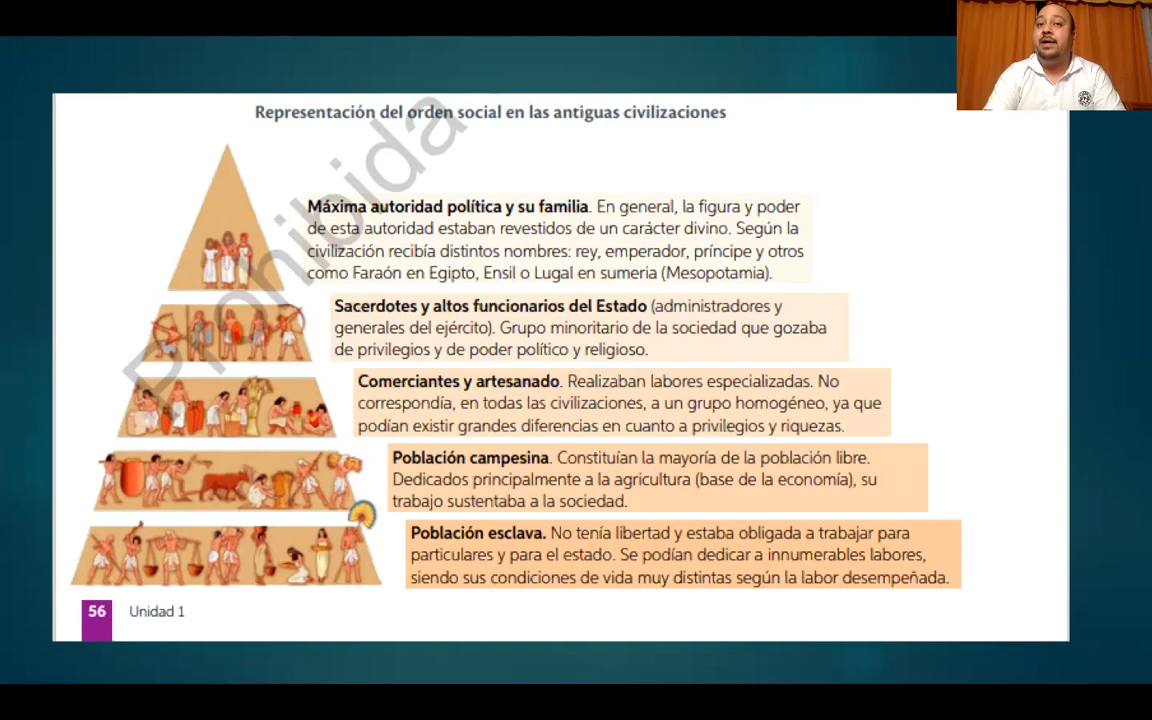 Representación del orden social en las antiguas civilizaciones
Prohibida
Máxima autoridad política y su familia. En general, la figura y poder
de esta autoridad estaban revestidos de un carácter divino. Según la
civilización recibía distintos nombres: rey, emperador, príncipe y otros
como Faraón en Egipto, Ensil o Lugal en sumeria (Mesopotamia).
Sacerdotes y altos funcionarios del Estado (administradores y
generales del ejército). Grupo minoritario de la sociedad que gozaba
de privilegios y de poder político y religioso.
Comerciantes y artesanado. Realizaban labores especializadas. No
correspondía, en todas las civilizaciones, a un grupo homogéneo, ya que
podían existir grandes diferencias en cuanto a privilegios y riquezas.
Población campesina. Constituían la mayoría de la población libre.
Dedicados principalmente a la agricultura (base de la economía), su
trabajo sustentaba a la sociedad.
Población esclava. No tenía libertad y estaba obligada a trabajar para
particulares y para el estado. Se podían dedicar a innumerables labores,
siendo sus condiciones de vida muy distintas según la labor desempeñada.
56 Unidad 1